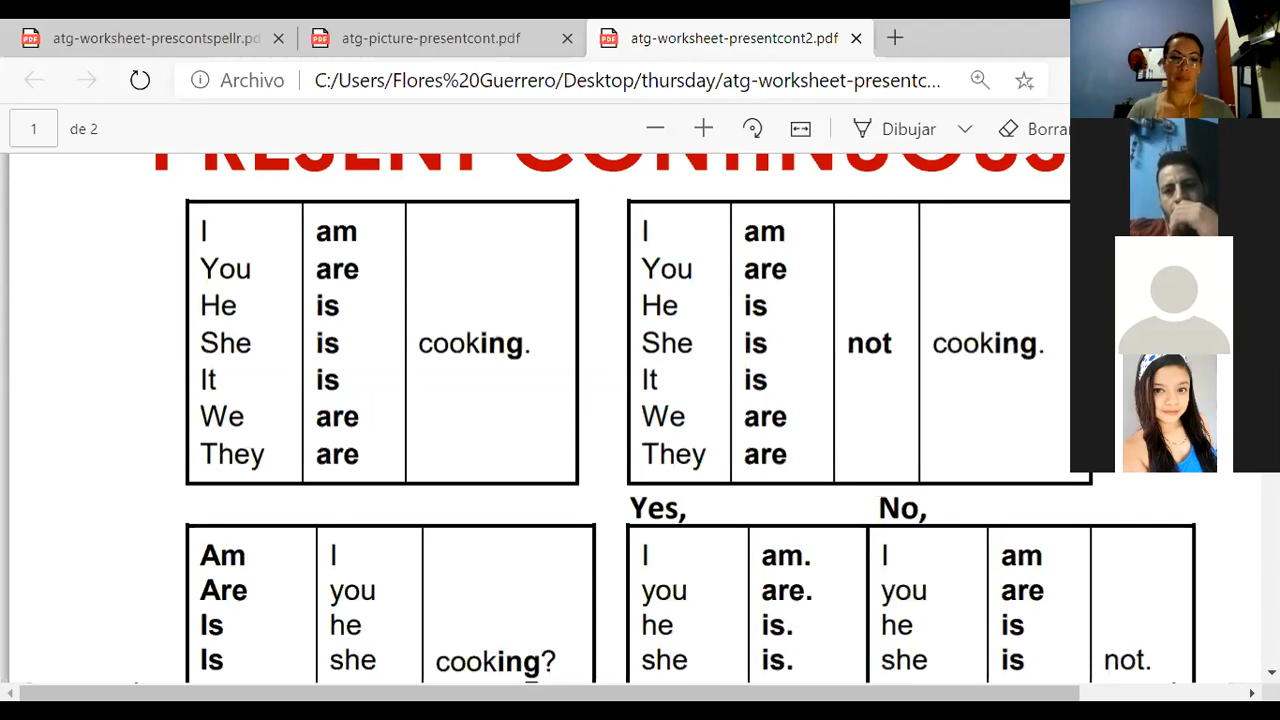 atg-worksheet-prescontspellr.pd
atg-picture-presentcont.pdf
atg-worksheet-presentcont2.pdf
Archivo
C:/Users/Flores%20Guerrero/Desktop/thursday/atg-worksheet-presentc...
1
de 2
Dibujar
Borrar
PRESENT CONTINUOUS
I am
You are
He is
She is cooking.
It is
We are
They are
I am
You are
He is
She is not cooking.
It is
We are
They are
Yes, No,
Am I
Are you
Is he
Is she cooking?
I am.
you are.
he is.
she is.
I am
you are
he is
she is not.